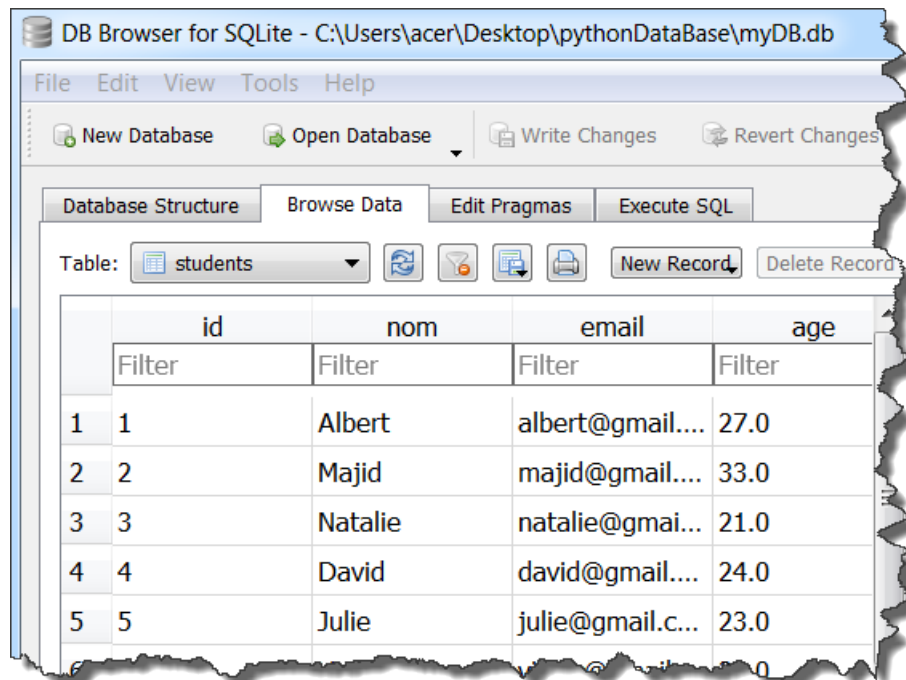 DB Browser for SQLite - C:\Users\acer\Desktop\pythonDataBase\myDB.db
File Edit View Tools Help
New Database Open Database Write Changes Revert Changes
Database Structure Browse Data Edit Pragmas Execute SQL
Table: students New Record Delete Record
id nom email age
Filter Filter Filter Filter
1 1 Albert albert@gmail.... 27.0
2 2 Majid majid@gmail.... 33.0
3 3 Natalie natalie@gmai... 21.0
4 4 David david@gmail.... 24.0
5 5 Julie julie@gmail.c... 23.0